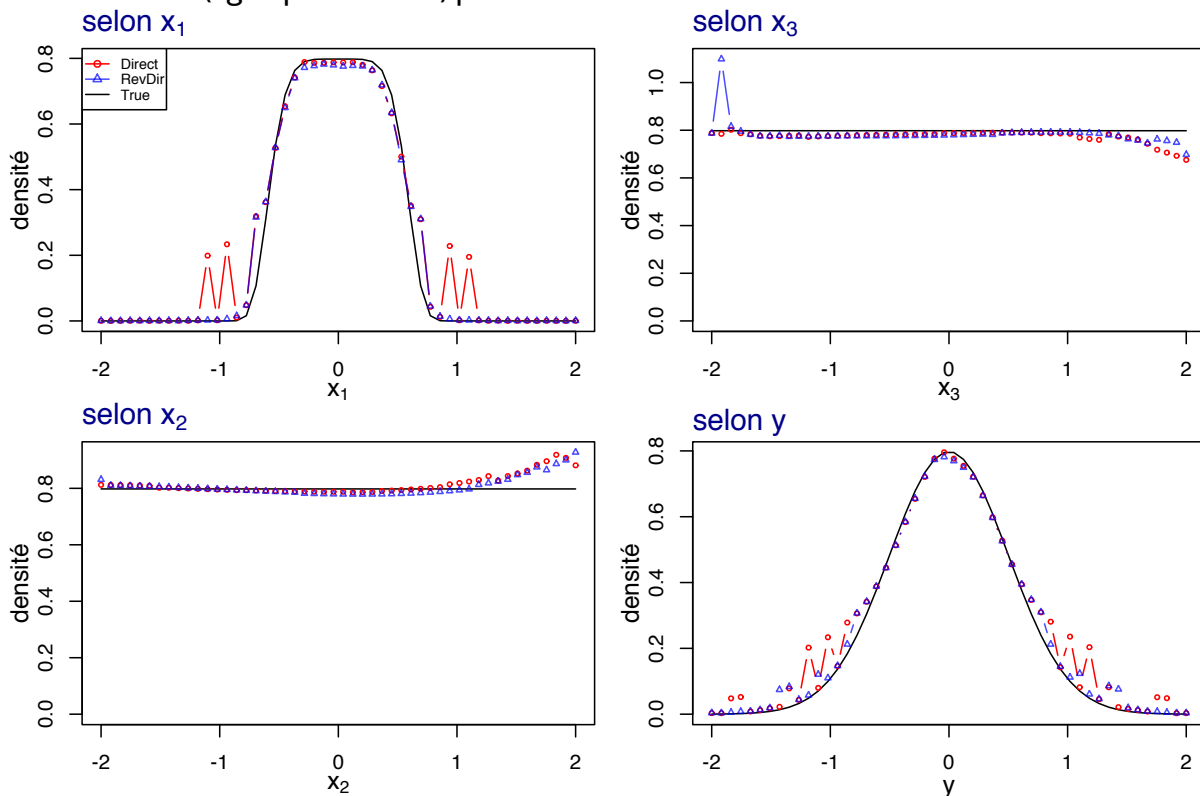 selon x₁
densité
0.0 0.2 0.4 0.6 0.8
Direct
RevDir
True
-2 -1 0 1 2
x₁
selon x₃
densité
0.0 0.2 0.4 0.6 0.8 1.0
-2 -1 0 1 2
x₃
selon x₂
densité
0.0 0.2 0.4 0.6 0.8
-2 -1 0 1 2
x₂
selon y
densité
0.0 0.2 0.4 0.6 0.8
-2 -1 0 1 2
y